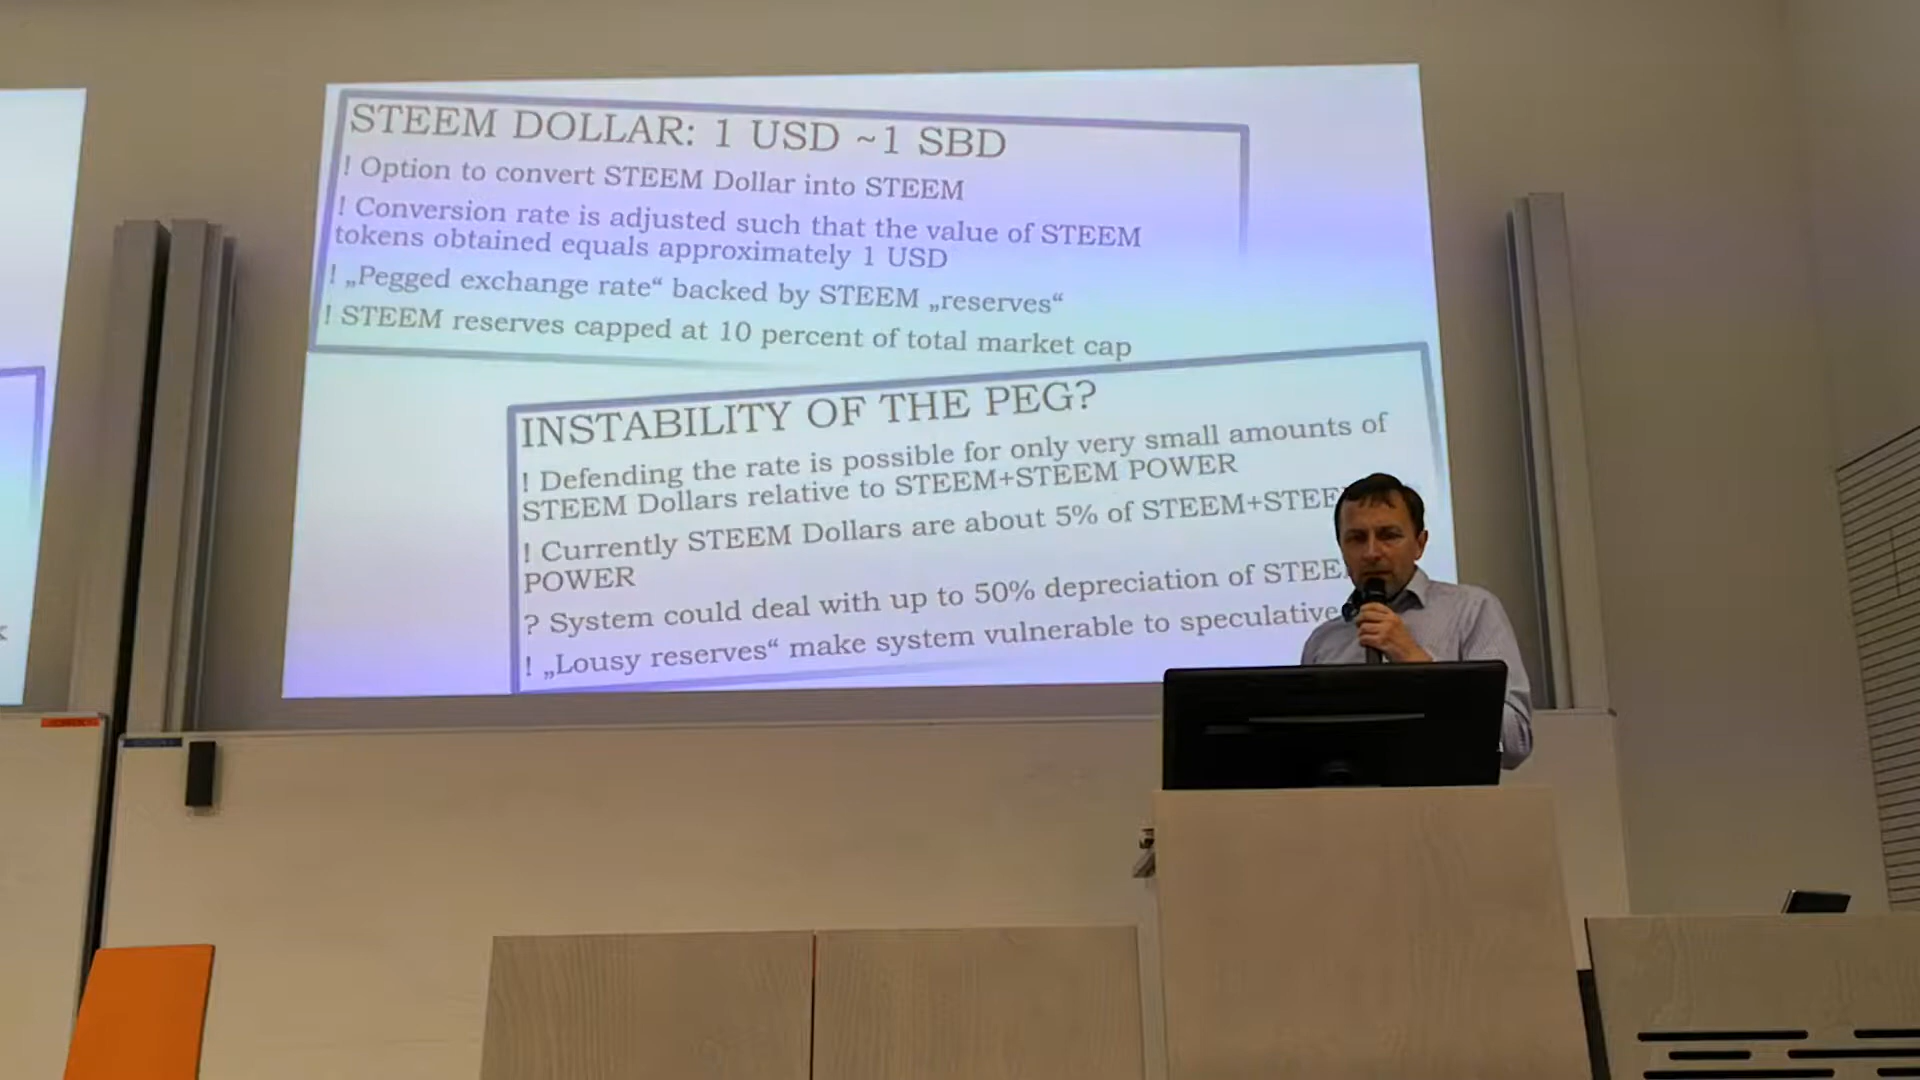 STEEM DOLLAR: 1 USD ~1 SBD
! Option to convert STEEM Dollar into STEEM
! Conversion rate is adjusted such that the value of STEEM
tokens obtained equals approximately 1 USD
! „Pegged exchange rate“ backed by STEEM „reserves“
! STEEM reserves capped at 10 percent of total market cap
INSTABILITY OF THE PEG?
! Defending the rate is possible for only very small amounts of
STEEM Dollars relative to STEEM+STEEM POWER
! Currently STEEM Dollars are about 5% of STEEM+STEE
POWER
? System could deal with up to 50% depreciation of STEE
! „Lousy reserves“ make system vulnerable to speculative